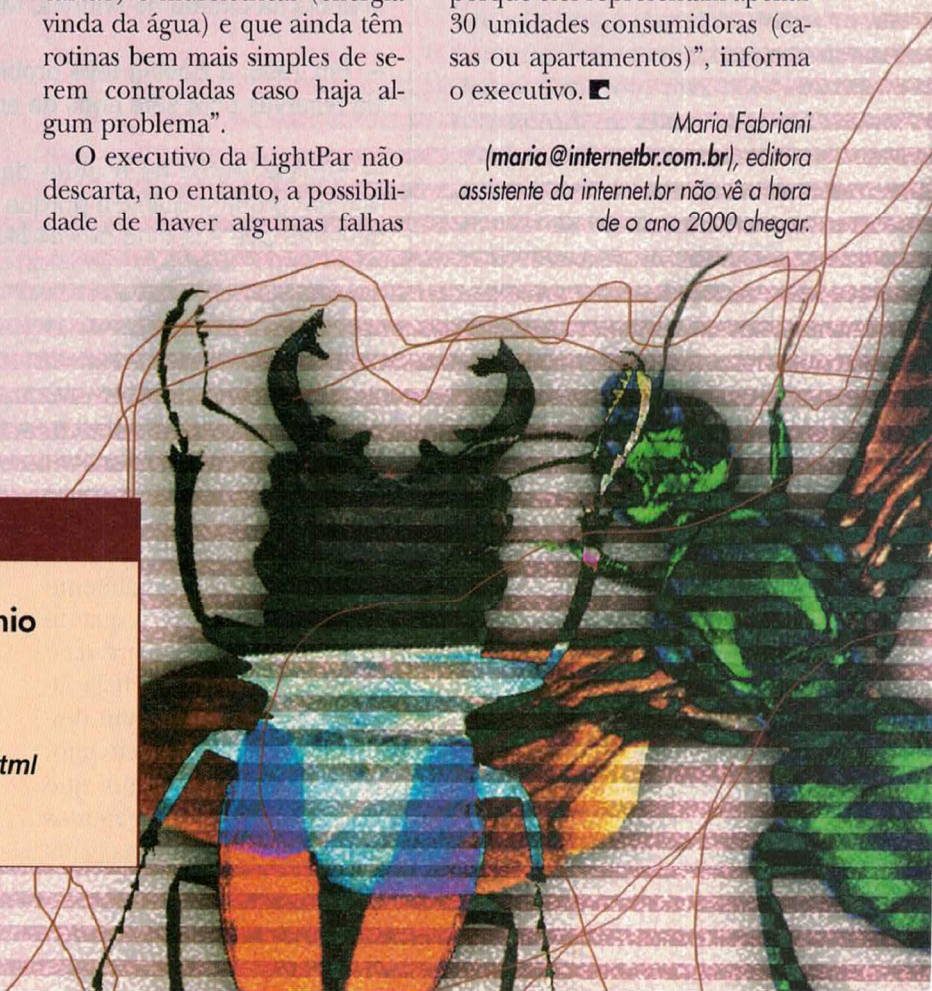 vinda da água) e que ainda têm
rotinas bem mais simples de se-
rem controladas caso haja al-
gum problema”.
O executivo da LightPar não
descarta, no entanto, a possibili-
dade de haver algumas falhas
30 unidades consumidoras (ca-
sas ou apartamentos)”, informa
o executivo.
Maria Fabriani
(maria@internetbr.com.br), editora
assistente da internet.br não vê a hora
de o ano 2000 chegar.
nio
tml